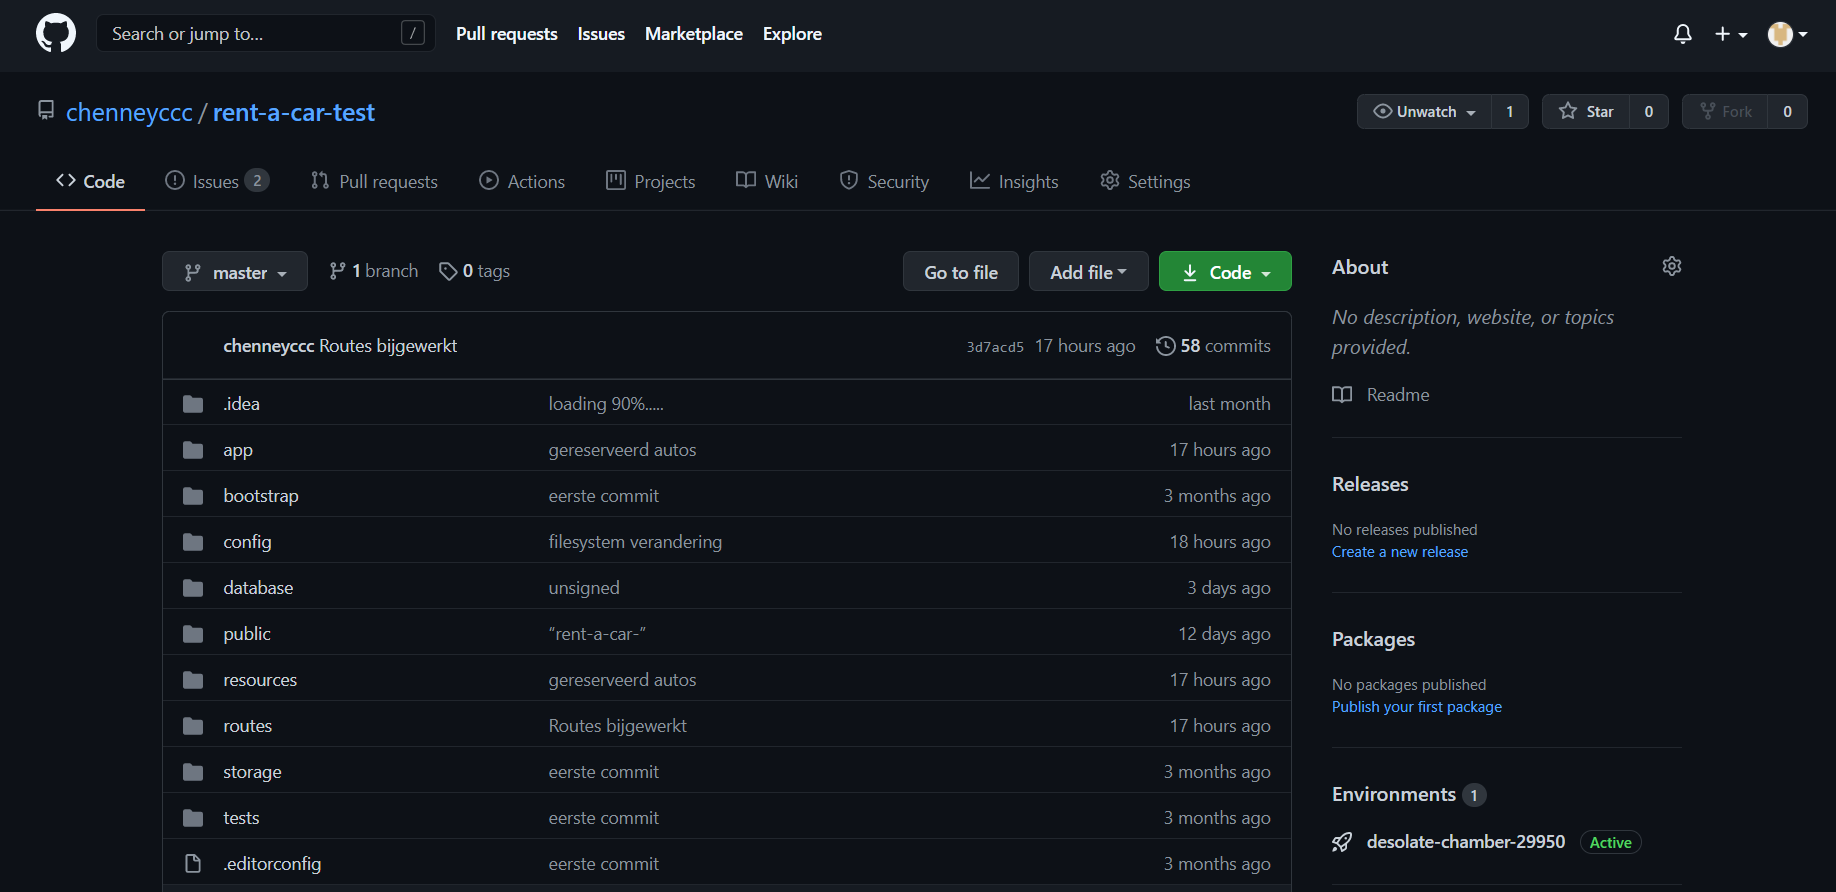 Search or jump to... / Pull requests Issues Marketplace Explore
chenneyccc / rent-a-car-test Unwatch 1 Star 0 Fork 0
Code Issues 2 Pull requests Actions Projects Wiki Security Insights Settings
master 1 branch 0 tags Go to file Add file Code
chenneyccc Routes bijgewerkt 3d7acd5 17 hours ago 58 commits
.idea loading 90%..... last month
app gereserveerd autos 17 hours ago
bootstrap eerste commit 3 months ago
config filesystem verandering 18 hours ago
database unsigned 3 days ago
public “rent-a-car-” 12 days ago
resources gereserveerd autos 17 hours ago
routes Routes bijgewerkt 17 hours ago
storage eerste commit 3 months ago
tests eerste commit 3 months ago
.editorconfig eerste commit 3 months ago
About
No description, website, or topics
provided.
Readme
Releases
No releases published
Create a new release
Packages
No packages published
Publish your first package
Environments 1
desolate-chamber-29950 Active